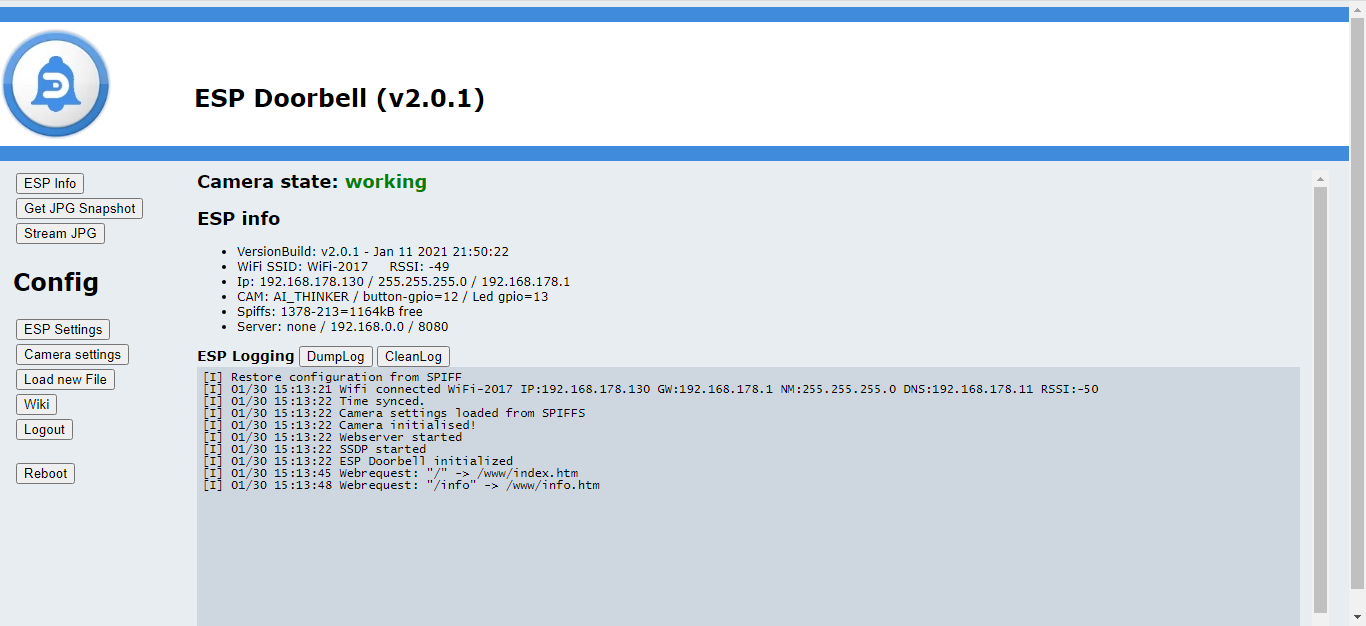 ESP Doorbell (v2.0.1)
ESP Info
Get JPG Snapshot
Stream JPG
Config
ESP Settings
Camera settings
Load new File
Wiki
Logout
Reboot
Camera state: working
ESP info
• VersionBuild: v2.0.1 - Jan 11 2021 21:50:22
• WiFi SSID: WiFi-2017 RSSI: -49
• Ip: 192.168.178.130 / 255.255.255.0 / 192.168.178.1
• CAM: AI_THINKER / button-gpio=12 / Led gpio=13
• Spiffs: 1378-213=1164kB free
• Server: none / 192.168.0.0 / 8080
ESP Logging DumpLog CleanLog
[I] Restore configuration from SPIFF
[I] 01/30 15:13:21 Wifi connected WiFi-2017 IP:192.168.178.130 GW:192.168.178.1 NM:255.255.255.0 DNS:192.168.178.11 RSSI:-50
[I] 01/30 15:13:22 Time synced.
[I] 01/30 15:13:22 Camera settings loaded from SPIFFS
[I] 01/30 15:13:22 Camera initialised!
[I] 01/30 15:13:22 Webserver started
[I] 01/30 15:13:22 SSDP started
[I] 01/30 15:13:22 ESP Doorbell initialized
[I] 01/30 15:13:45 Webrequest: "/" -> /www/index.htm
[I] 01/30 15:13:48 Webrequest: "/info" -> /www/info.htm